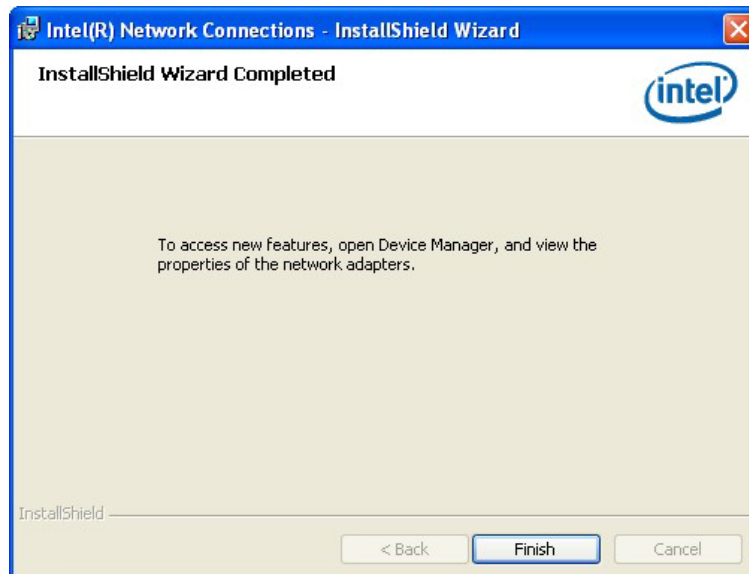 Intel(R) Network Connections - InstallShield Wizard
InstallShield Wizard Completed
intel
To access new features, open Device Manager, and view the
properties of the network adapters.
InstallShield
< Back
Finish
Cancel